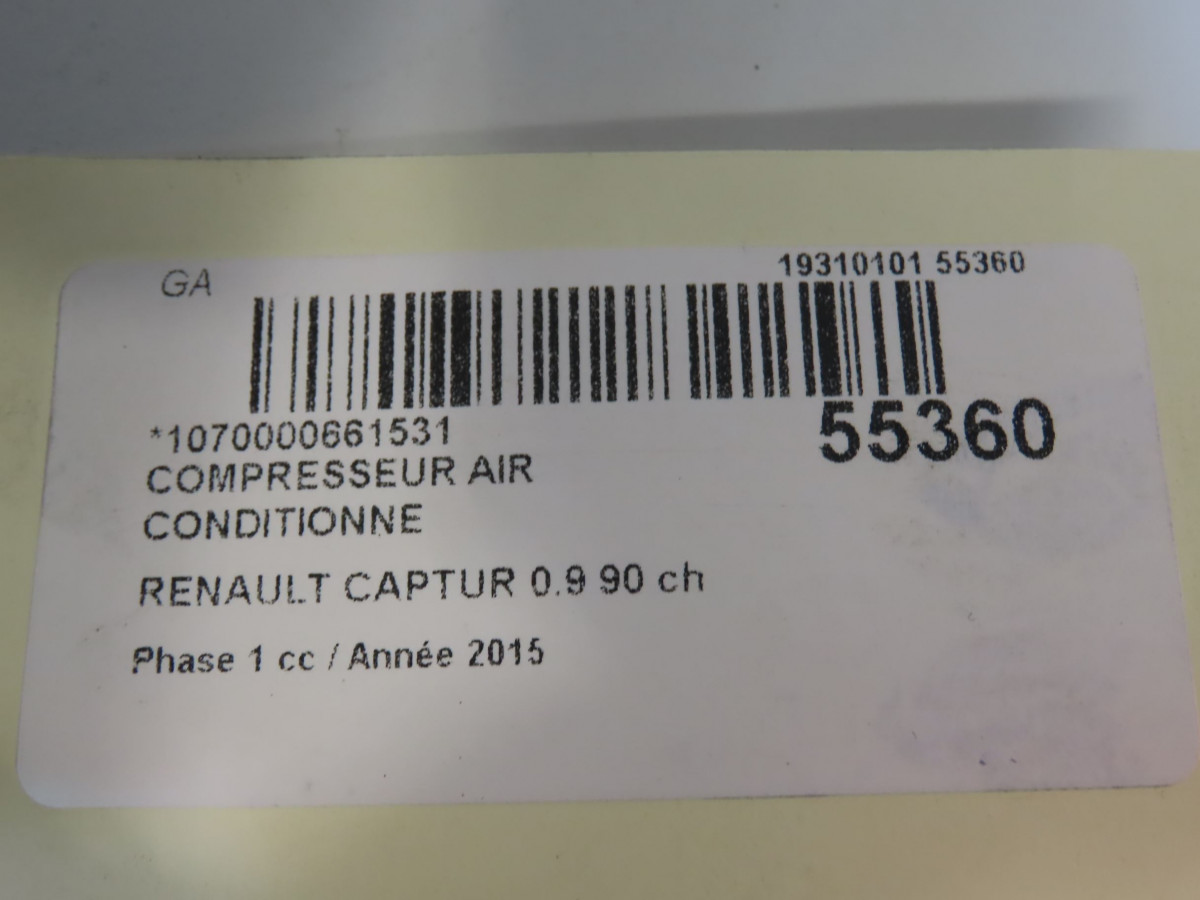 GA
19310101 55360
*1070000661531
55360
COMPRESSEUR AIR
CONDITIONNE
RENAULT CAPTUR 0.9 90 ch
Phase 1 cc / Année 2015